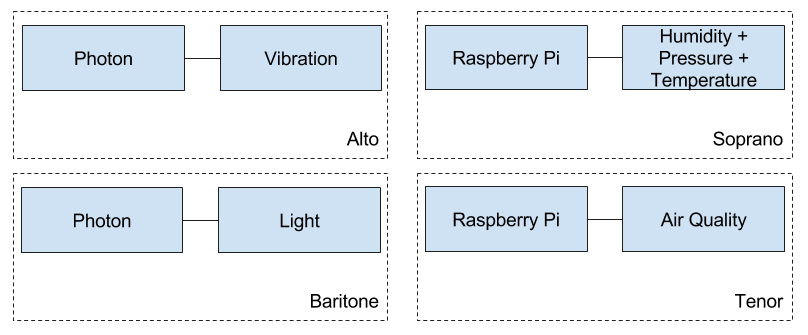 Photon
Vibration
Alto
Raspberry Pi
Humidity +
Pressure +
Temperature
Soprano
Photon
Light
Baritone
Raspberry Pi
Air Quality
Tenor